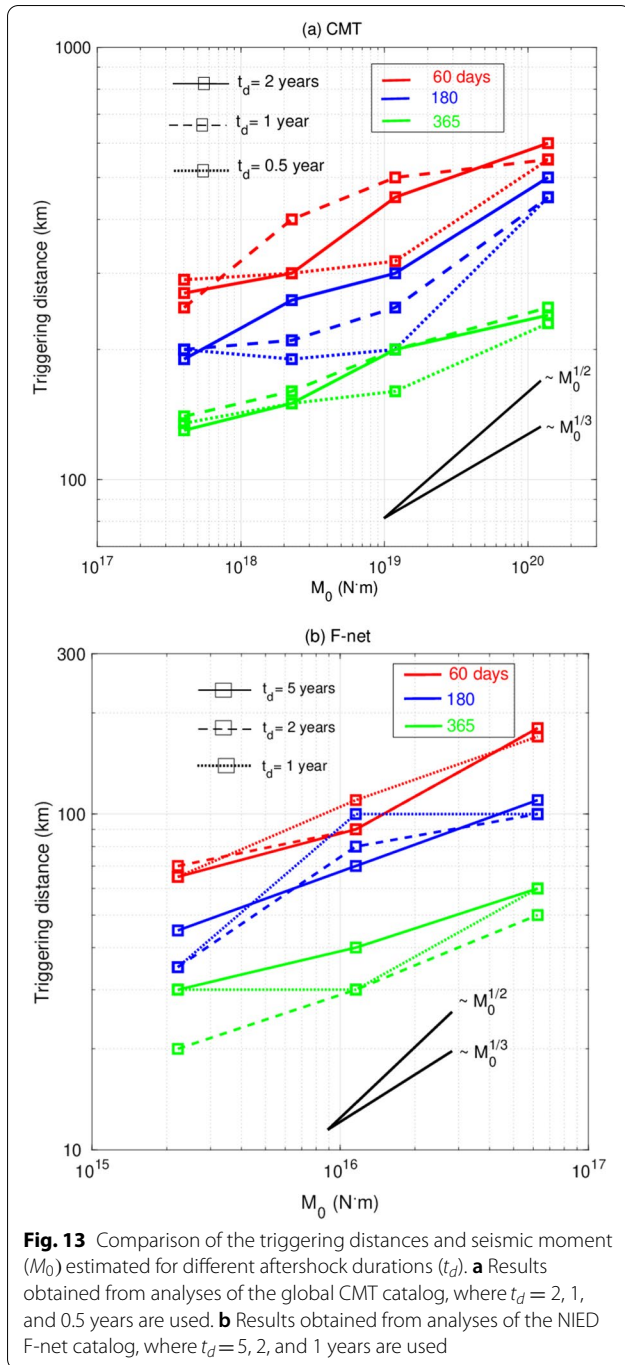 (a) CMT
1000
t_d= 2 years
t_d= 1 year
t_d= 0.5 year
60 days
180
365
Triggering distance (km)
~ M_0^{1/2}
~ M_0^{1/3}
100
10^{17}
10^{18}
10^{19}
10^{20}
M_0 (N·m)
(b) F-net
300
t_d= 5 years
t_d= 2 years
t_d= 1 year
60 days
180
365
100
Triggering distance (km)
~ M_0^{1/2}
~ M_0^{1/3}
10
10^{15}
10^{16}
10^{17}
M_0 (N·m)
Fig. 13 Comparison of the triggering distances and seismic moment
(M_0) estimated for different aftershock durations (t_d). a Results
obtained from analyses of the global CMT catalog, where t_d = 2, 1,
and 0.5 years are used. b Results obtained from analyses of the NIED
F-net catalog, where t_d = 5, 2, and 1 years are used